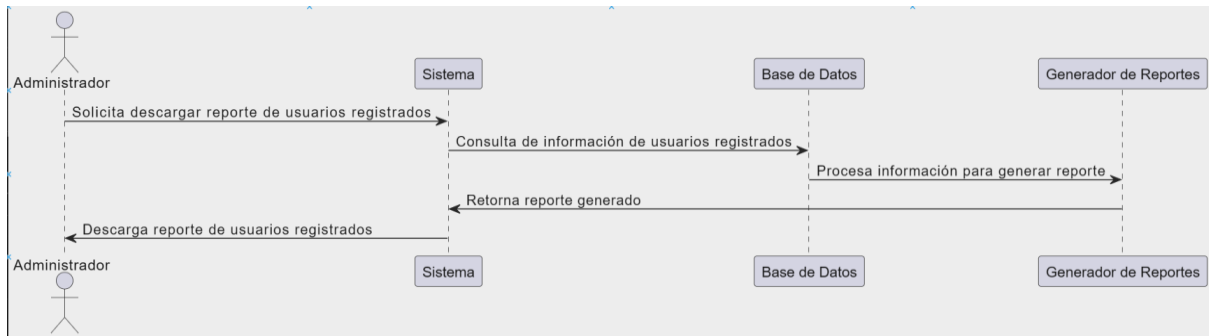 Administrador
Sistema
Base de Datos
Generador de Reportes
Solicita descargar reporte de usuarios registrados
Consulta de información de usuarios registrados
Procesa información para generar reporte
Retorna reporte generado
Descarga reporte de usuarios registrados
Administrador
Sistema
Base de Datos
Generador de Reportes